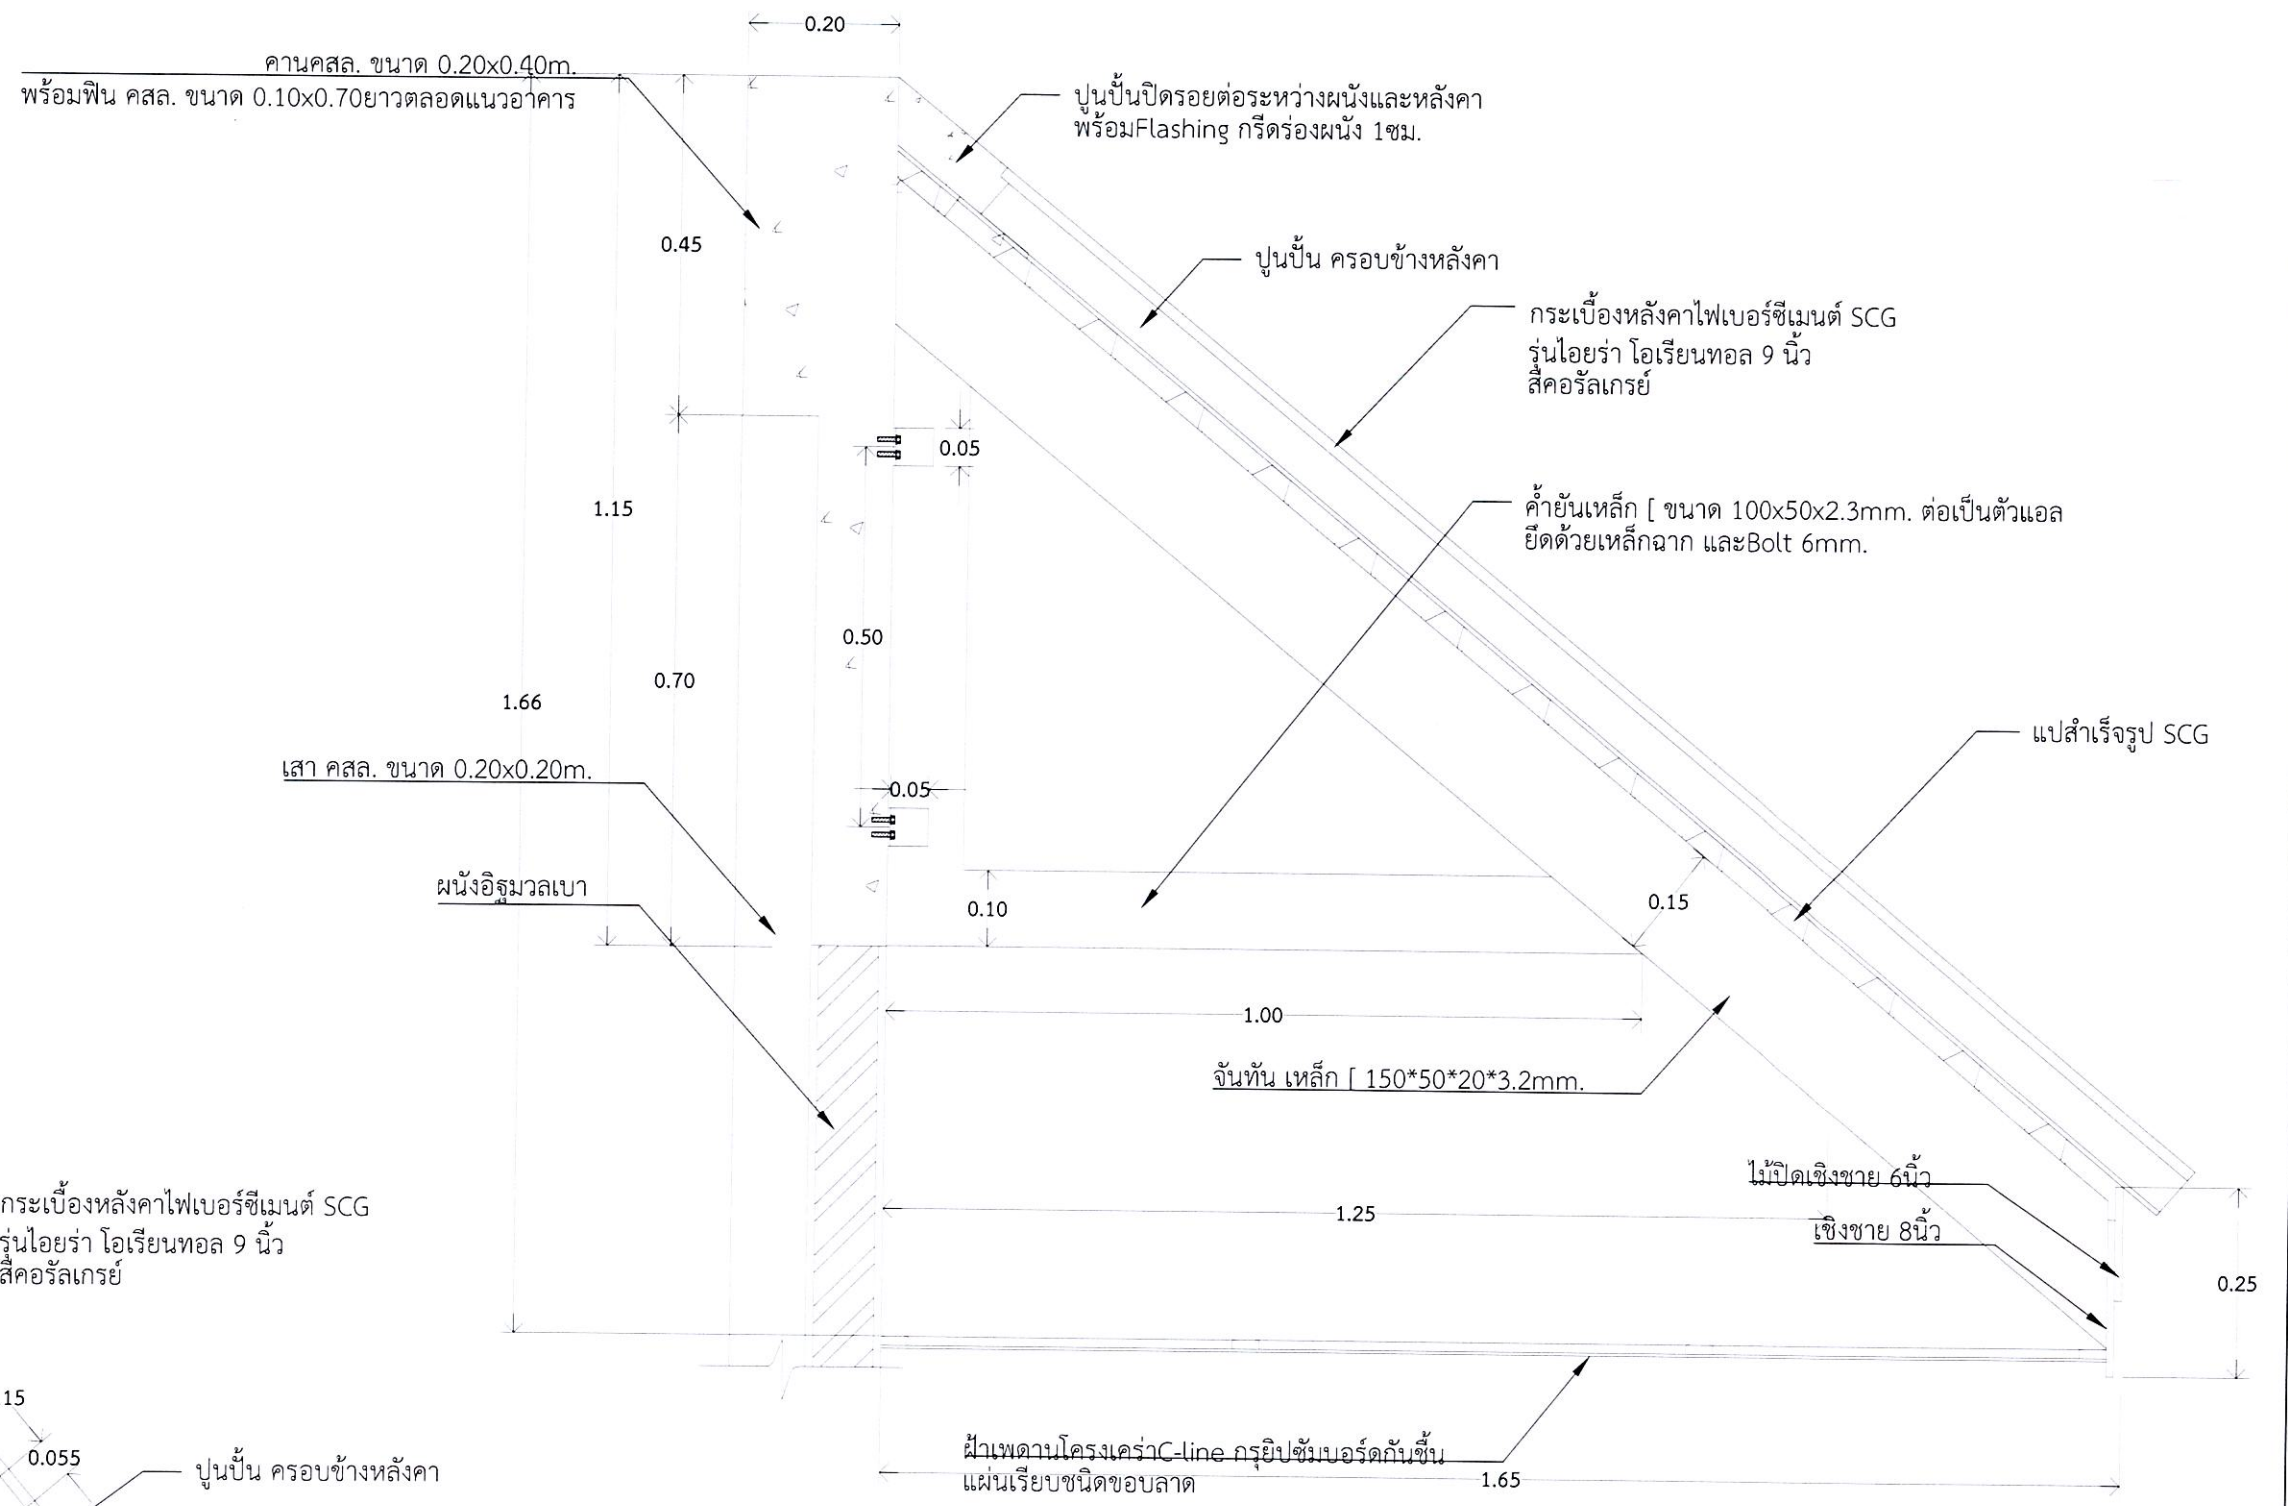 0.20
คานคสล. ขนาด 0.20x0.40m.
พร้อมฟิน คสล. ขนาด 0.10x0.70ยาวตลอดแนวอาคาร
ปูนปั้นปิดรอยต่อระหว่างผนังและหลังคา
พร้อมFlashing กรีดร่องผนัง 1ซม.
0.45
ปูนปั้น ครอบข้างหลังคา
กระเบื้องหลังคาไฟเบอร์ซีเมนต์ SCG
รุ่นไอยร่า โอเรียนทอล 9 นิ้ว
สีคอรัลเกรย์
0.05
1.15
ค้ำยันเหล็ก [ ขนาด 100x50x2.3mm. ต่อเป็นตัวแอล
ยึดด้วยเหล็กฉาก และBolt 6mm.
0.50
0.70
1.66
แปสำเร็จรูป SCG
เสา คสล. ขนาด 0.20x0.20m.
0.05
ผนังอิฐมวลเบา
0.10
0.15
1.00
จันทัน เหล็ก [ 150*50*20*3.2mm.
ไม้ปิดเชิงชาย 6นิ้ว
กระเบื้องหลังคาไฟเบอร์ซีเมนต์ SCG
รุ่นไอยร่า โอเรียนทอล 9 นิ้ว
สีคอรัลเกรย์
1.25
เชิงชาย 8นิ้ว
0.25
15
0.055
ปูนปั้น ครอบข้างหลังคา
ฝ้าเพดานโครงเคร่าC-line กรุยิปซัมบอร์ดกันชื้น
แผ่นเรียบชนิดขอบลาด
1.65